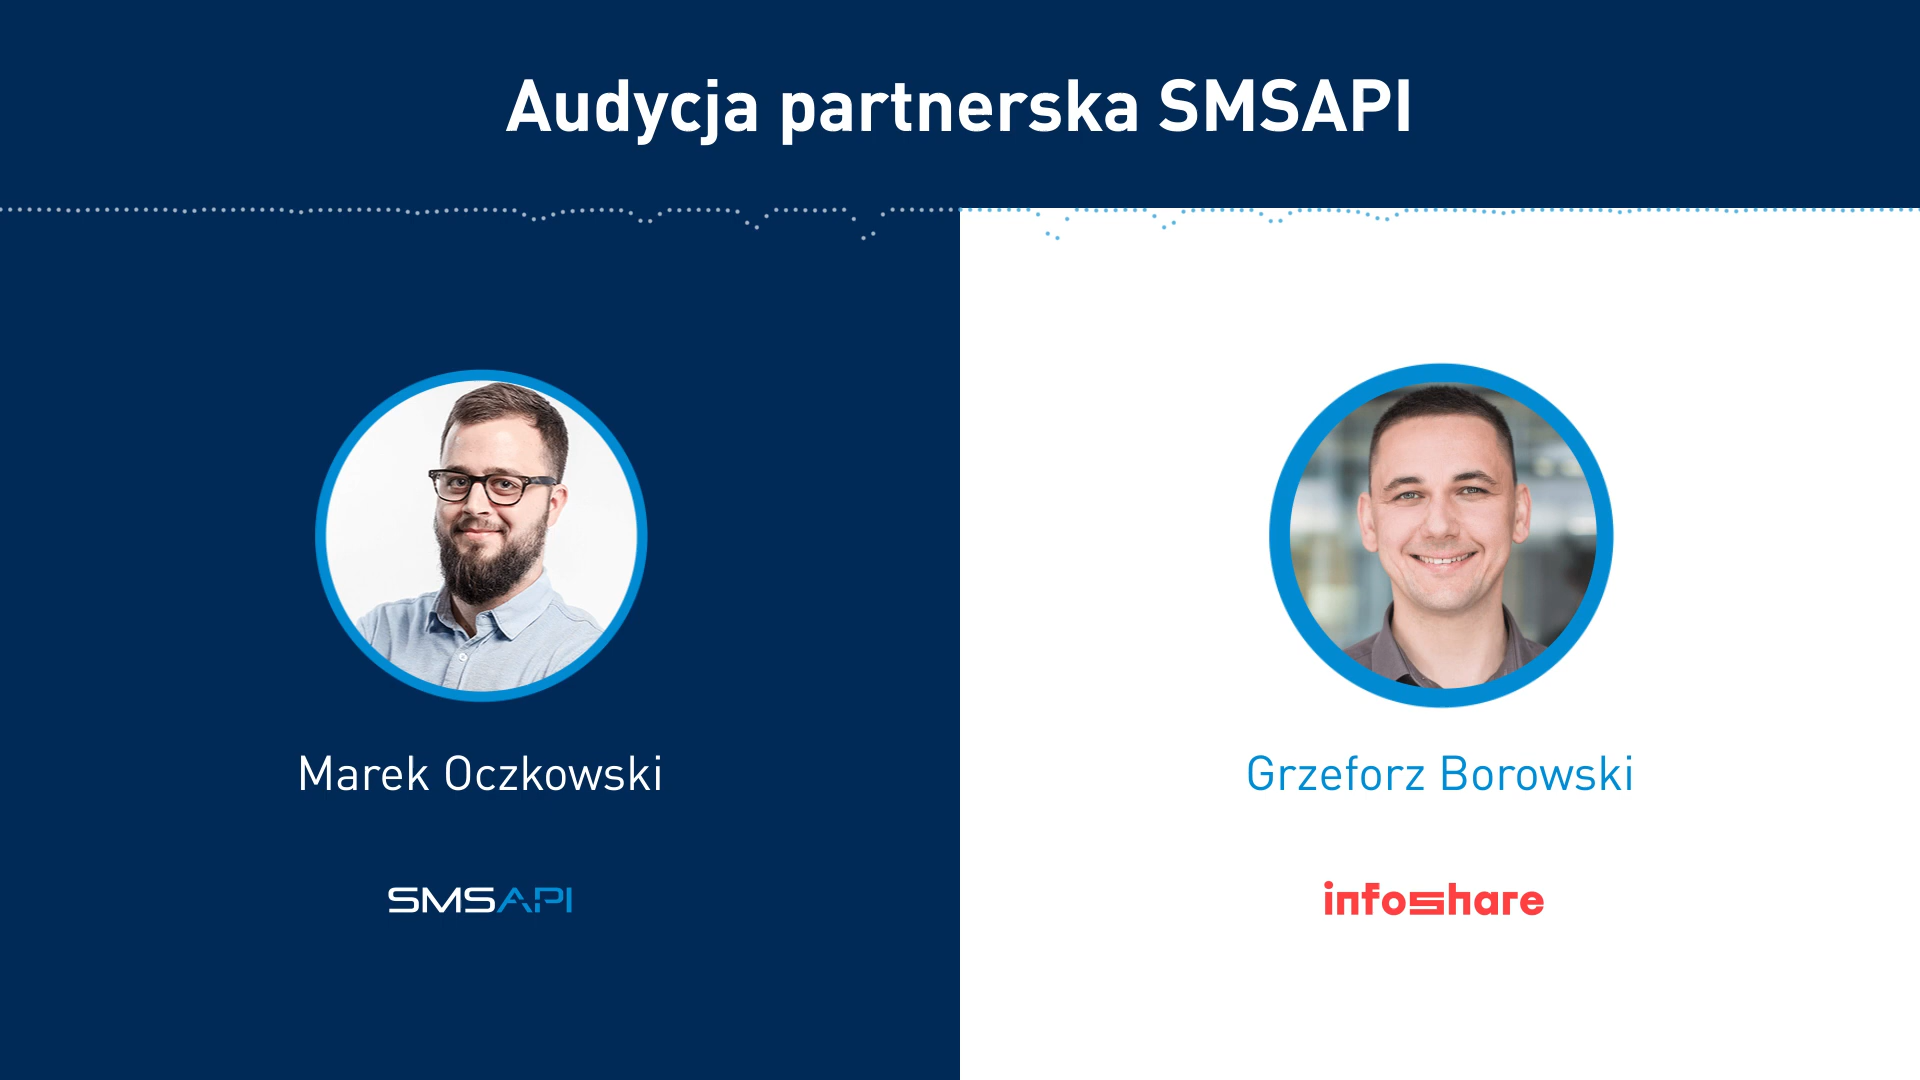 Audycja partnerska SMSAPI
Marek Oczkowski
Grzeforz Borowski
SMSAPI
infoshare